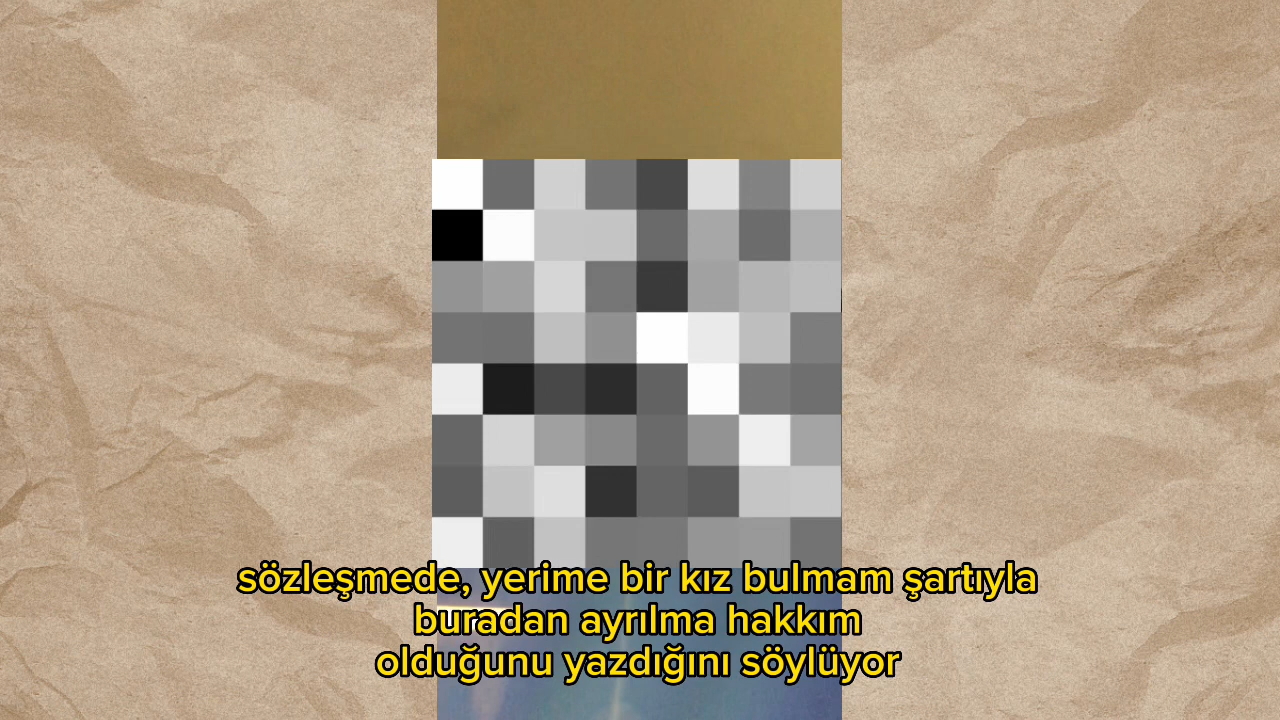 sözleşmede, yerime bir kız bulmam şartıyla
buradan ayrılma hakkım
olduğunu yazdığını söylüyor